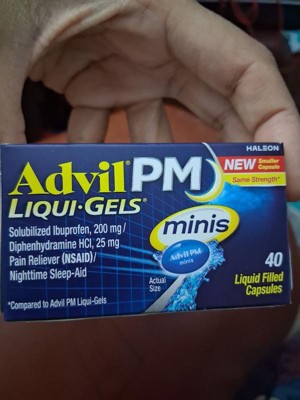 HALEON
Advil® PM
LIQUI·GELS®
NEW Smaller Capsule
Same Strength*
Solubilized Ibuprofen, 200 mg /
Diphenhydramine HCl, 25 mg
Pain Reliever (NSAID)/
Nighttime Sleep-Aid
minis
Advil PM
minis
Actual
Size
40
Liquid Filled
Capsules
*Compared to Advil PM Liqui-Gels